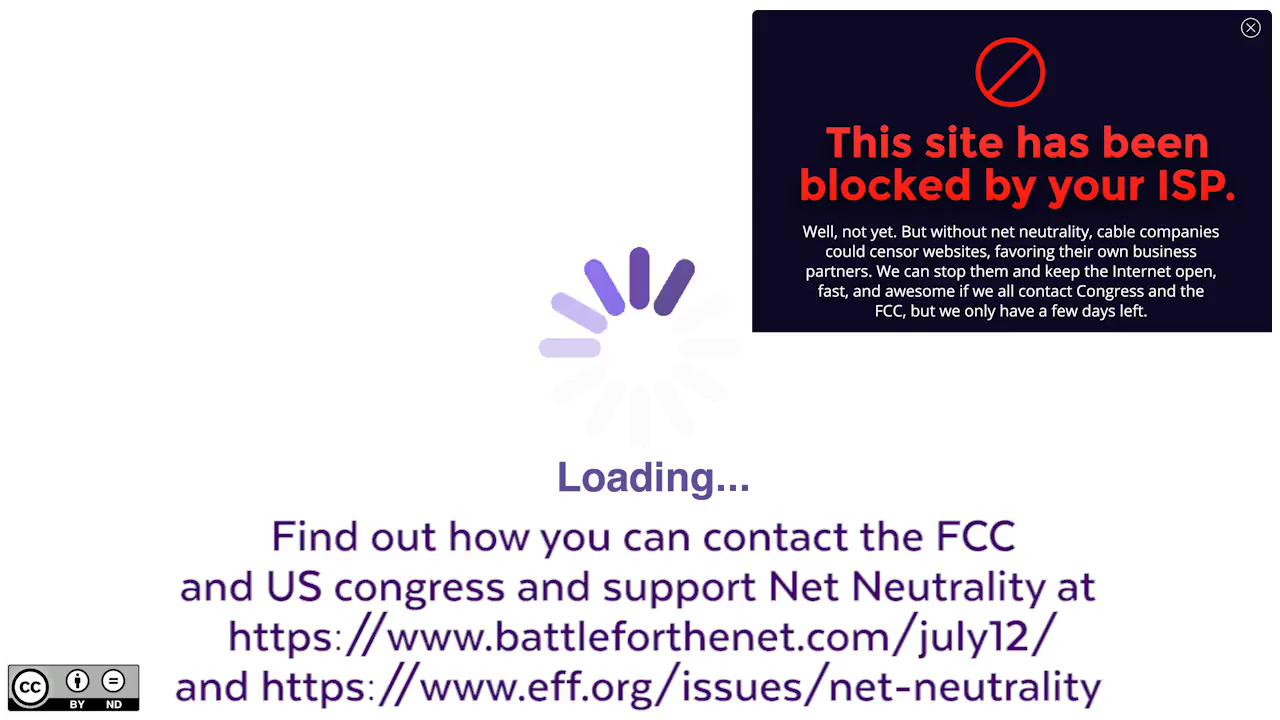 This site has been
blocked by your ISP.
Well, not yet. But without net neutrality, cable companies
could censor websites, favoring their own business
partners. We can stop them and keep the Internet open,
fast, and awesome if we all contact Congress and the
FCC, but we only have a few days left.
Loading...
Find out how you can contact the FCC
and US congress and support Net Neutrality at
https://www.battleforthenet.com/july12/
and https://www.eff.org/issues/net-neutrality
cc
BY ND